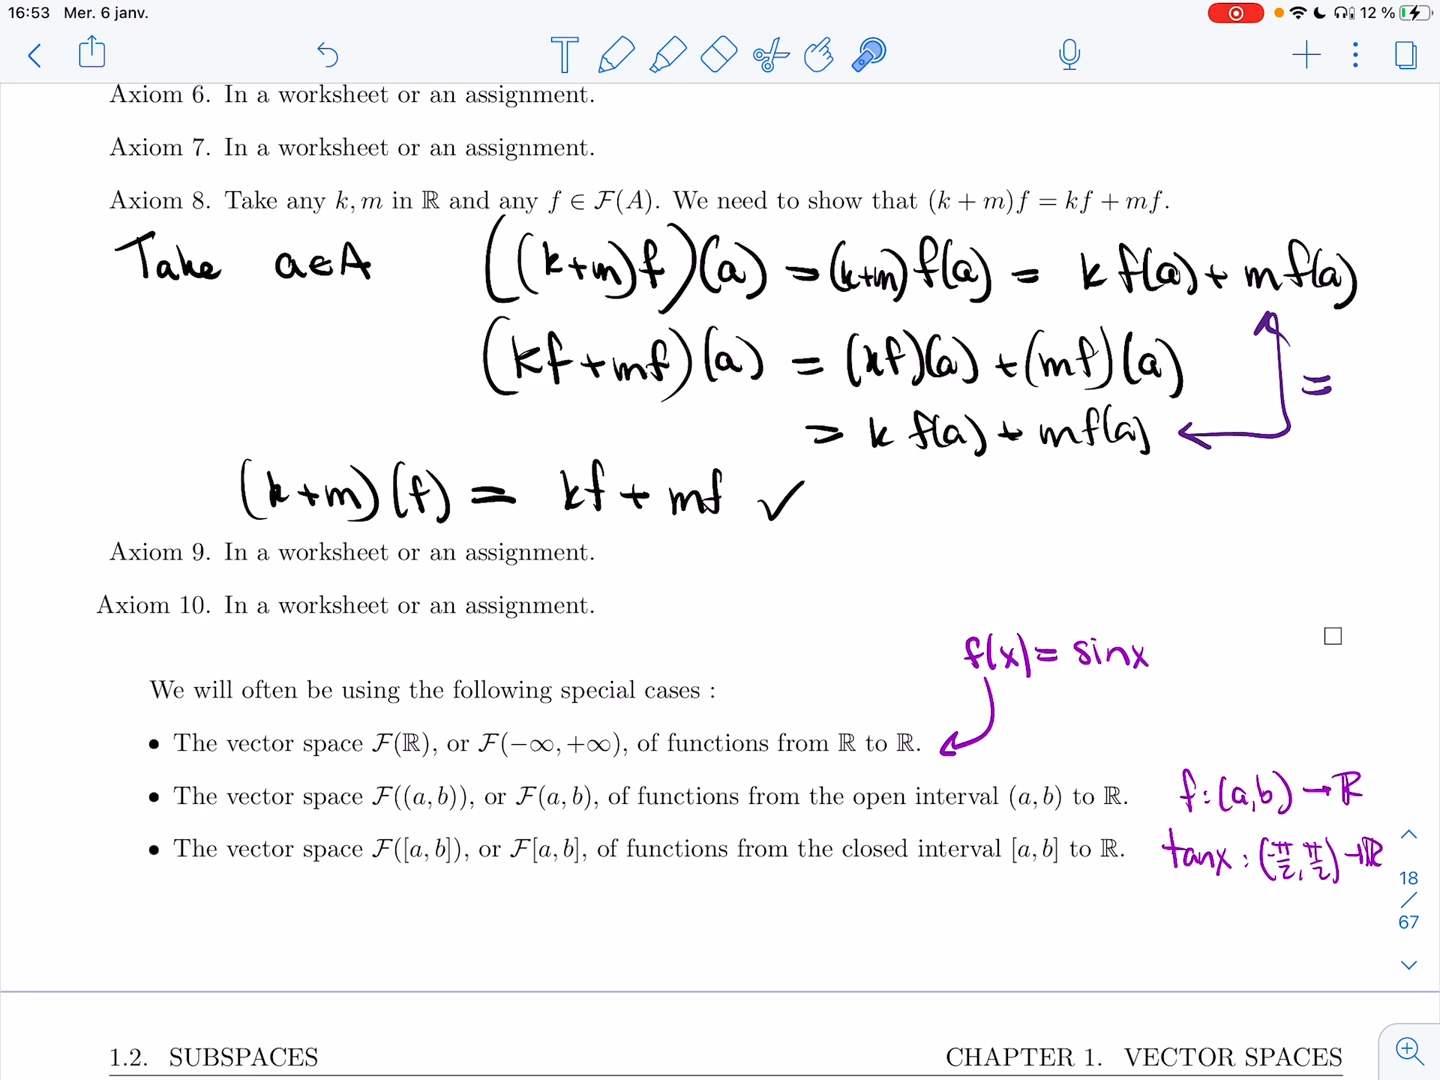 16:53 Mer. 6 janv. 12 %
T
Axiom 6. In a worksheet or an assignment.
Axiom 7. In a worksheet or an assignment.
Axiom 8. Take any k, m in ℝ and any f ∈ ℱ(A). We need to show that (k + m)f = kf + mf.
Take a∈A ((k+m)f)(a) = (k+m)f(a) = k f(a) + m f(a)
(kf + mf)(a) = (kf)(a) + (mf)(a)
=
= k f(a) + m f(a)
(k+m)(f) = kf + mf ✓
Axiom 9. In a worksheet or an assignment.
Axiom 10. In a worksheet or an assignment.
□
f(x) = sinx
We will often be using the following special cases :
• The vector space ℱ(ℝ), or ℱ(−∞, +∞), of functions from ℝ to ℝ.
• The vector space ℱ((a, b)), or ℱ(a, b), of functions from the open interval (a, b) to ℝ.
f: (a,b) → ℝ
• The vector space ℱ([a, b]), or ℱ[a, b], of functions from the closed interval [a, b] to ℝ.
tanx : (-π/2, π/2) → ℝ
18
/
67
1.2. SUBSPACES CHAPTER 1. VECTOR SPACES